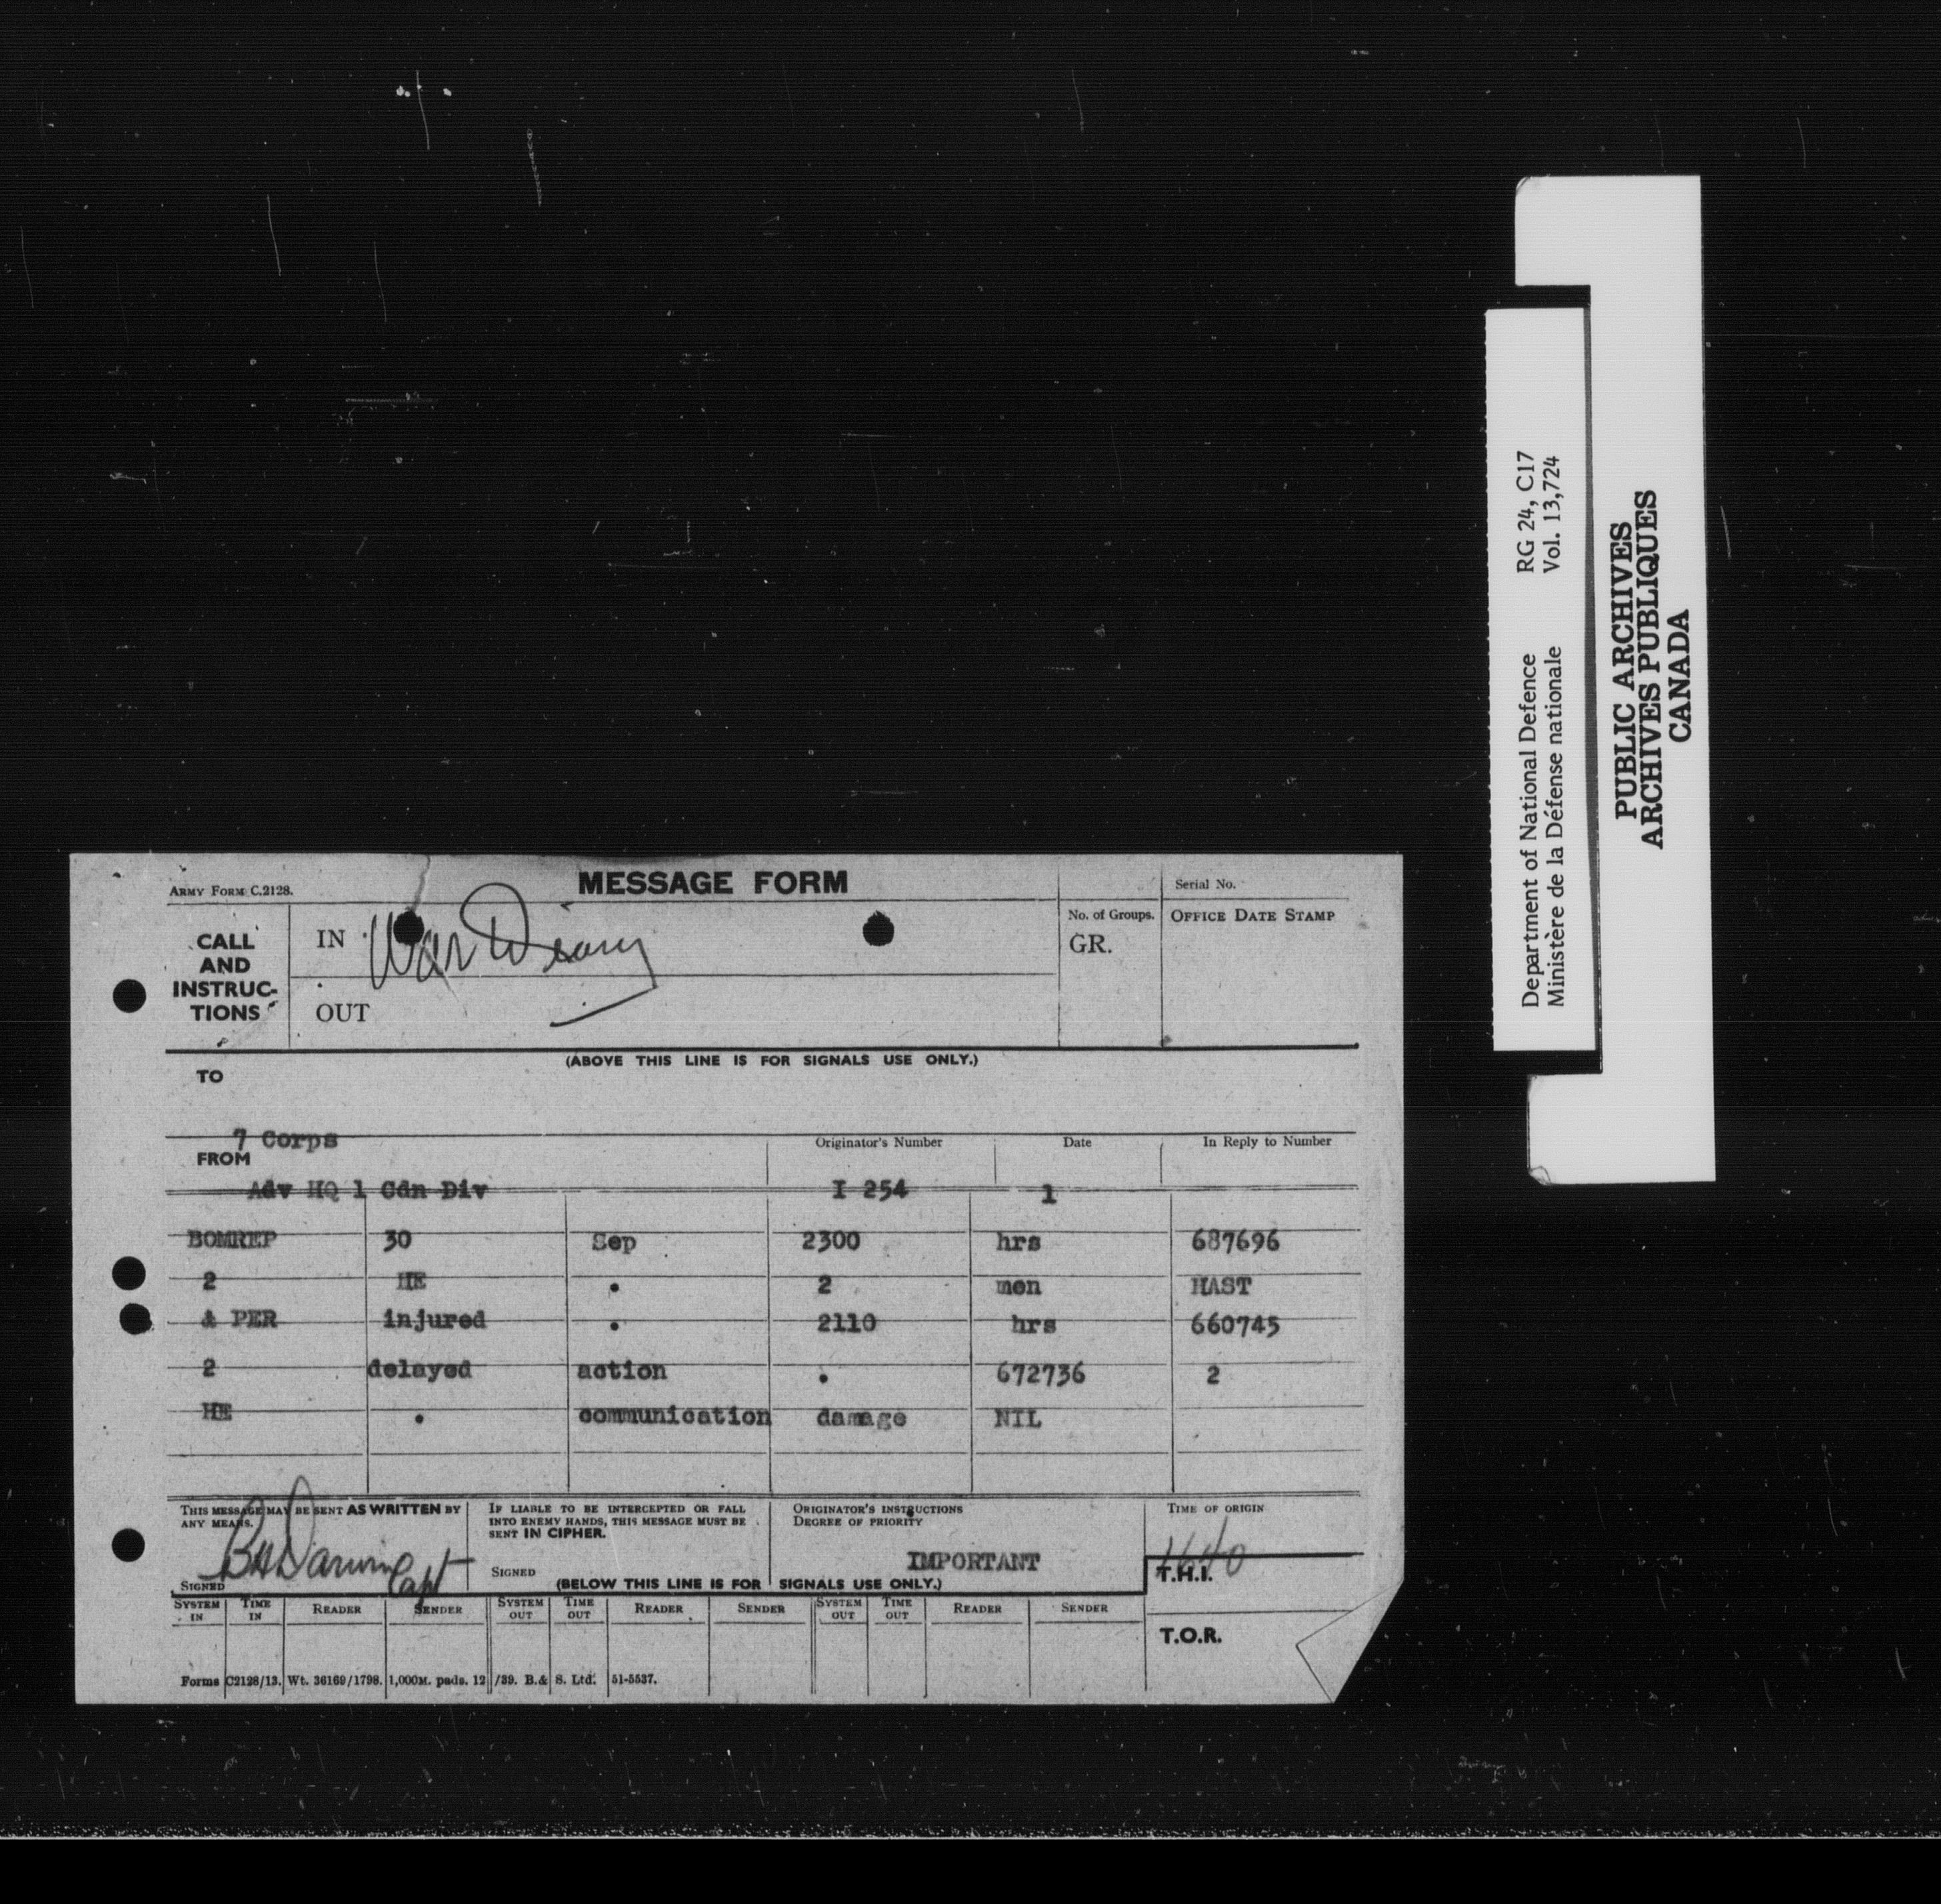 ARMY FORM C.2128.
MESSAGE FORM
Serial No.
CALL AND INSTRUC-TIONS
IN War Diary
OUT
No. of Groups.
GR.
OFFICE DATE STAMP
(ABOVE THIS LINE IS FOR SIGNALS USE ONLY.)
TO
7 Corps
FROM
Originator's Number Date In Reply to Number
Adv HQ 1 Cdn Div I 254 1
BOMREP 30 Sep 2300 hrs 687696
2 HE . 2 men HAST
& PER injured . 2110 hrs 660745
2 delayed action . 672736 2
HE . communication damage NIL
THIS MESSAGE MAY BE SENT AS WRITTEN BY
ANY MEANS.
SIGNED
Capt
IF LIABLE TO BE INTERCEPTED OR FALL
INTO ENEMY HANDS, THIS MESSAGE MUST BE
SENT IN CIPHER.
SIGNED
ORIGINATOR'S INSTRUCTIONS
DEGREE OF PRIORITY
IMPORTANT
TIME OF ORIGIN
1640
T.H.I.
(BELOW THIS LINE IS FOR SIGNALS USE ONLY.)
SYSTEM IN TIME IN READER SENDER SYSTEM OUT TIME OUT READER SENDER SYSTEM OUT TIME OUT READER SENDER
T.O.R.
Forms C2128/13. Wt. 36169/1798. 1,000M. pads. 12/39. B.& S. Ltd. 51-5537.
Department of National Defence RG 24, C17
Ministère de la Défense nationale Vol. 13,724
PUBLIC ARCHIVES
ARCHIVES PUBLIQUES
CANADA